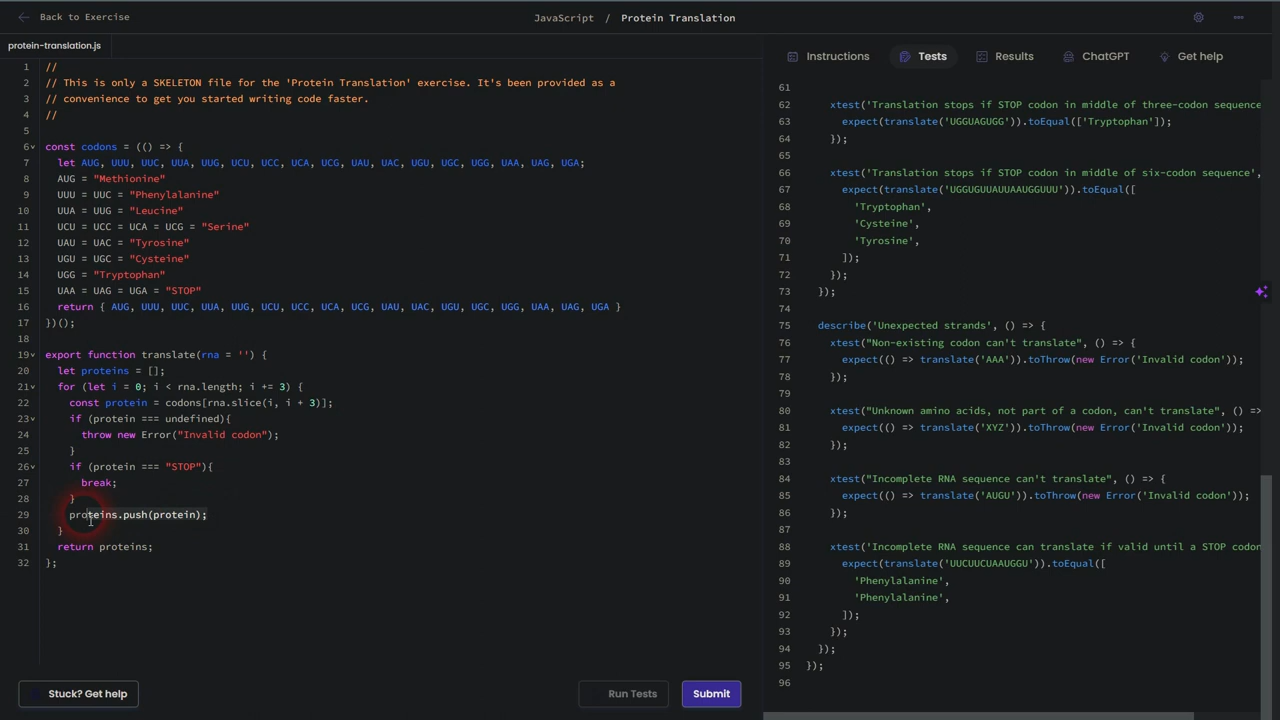 Back to Exercise
JavaScript / Protein Translation
protein-translation.js
1 //
2 // This is only a SKELETON file for the 'Protein Translation' exercise. It's been provided as a
3 // convenience to get you started writing code faster.
4 //
5
6 const codons = (() => {
7 let AUG, UUU, UUC, UUA, UUG, UCU, UCC, UCA, UCG, UAU, UAC, UGU, UGC, UGG, UAA, UAG, UGA;
8 AUG = "Methionine"
9 UUU = UUC = "Phenylalanine"
10 UUA = UUG = "Leucine"
11 UCU = UCC = UCA = UCG = "Serine"
12 UAU = UAC = "Tyrosine"
13 UGU = UGC = "Cysteine"
14 UGG = "Tryptophan"
15 UAA = UAG = UGA = "STOP"
16 return { AUG, UUU, UUC, UUA, UUG, UCU, UCC, UCA, UCG, UAU, UAC, UGU, UGC, UGG, UAA, UAG, UGA }
17 })();
18
19 export function translate(rna = '') {
20 let proteins = [];
21 for (let i = 0; i < rna.length; i += 3) {
22 const protein = codons[rna.slice(i, i + 3)];
23 if (protein === undefined){
24 throw new Error("Invalid codon");
25 }
26 if (protein === "STOP"){
27 break;
28 }
29 proteins.push(protein);
30 }
31 return proteins;
32 };
Stuck? Get help
Run Tests
Submit
Instructions
Tests
Results
ChatGPT
Get help
61
62 xtest('Translation stops if STOP codon in middle of three-codon sequence
63 expect(translate('UGGUAGUGG')).toEqual(['Tryptophan']);
64 });
65
66 xtest('Translation stops if STOP codon in middle of six-codon sequence',
67 expect(translate('UGGUGUUAUUAAUGGUUU')).toEqual([
68 'Tryptophan',
69 'Cysteine',
70 'Tyrosine',
71 ]);
72 });
73 });
74
75 describe('Unexpected strands', () => {
76 xtest("Non-existing codon can't translate", () => {
77 expect(() => translate('AAA')).toThrow(new Error('Invalid codon'));
78 });
79
80 xtest("Unknown amino acids, not part of a codon, can't translate", () =>
81 expect(() => translate('XYZ')).toThrow(new Error('Invalid codon'));
82 });
83
84 xtest("Incomplete RNA sequence can't translate", () => {
85 expect(() => translate('AUGU')).toThrow(new Error('Invalid codon'));
86 });
87
88 xtest('Incomplete RNA sequence can translate if valid until a STOP codon
89 expect(translate('UUCUUCUAAUGGU')).toEqual([
90 'Phenylalanine',
91 'Phenylalanine',
92 ]);
93 });
94 });
95 });
96